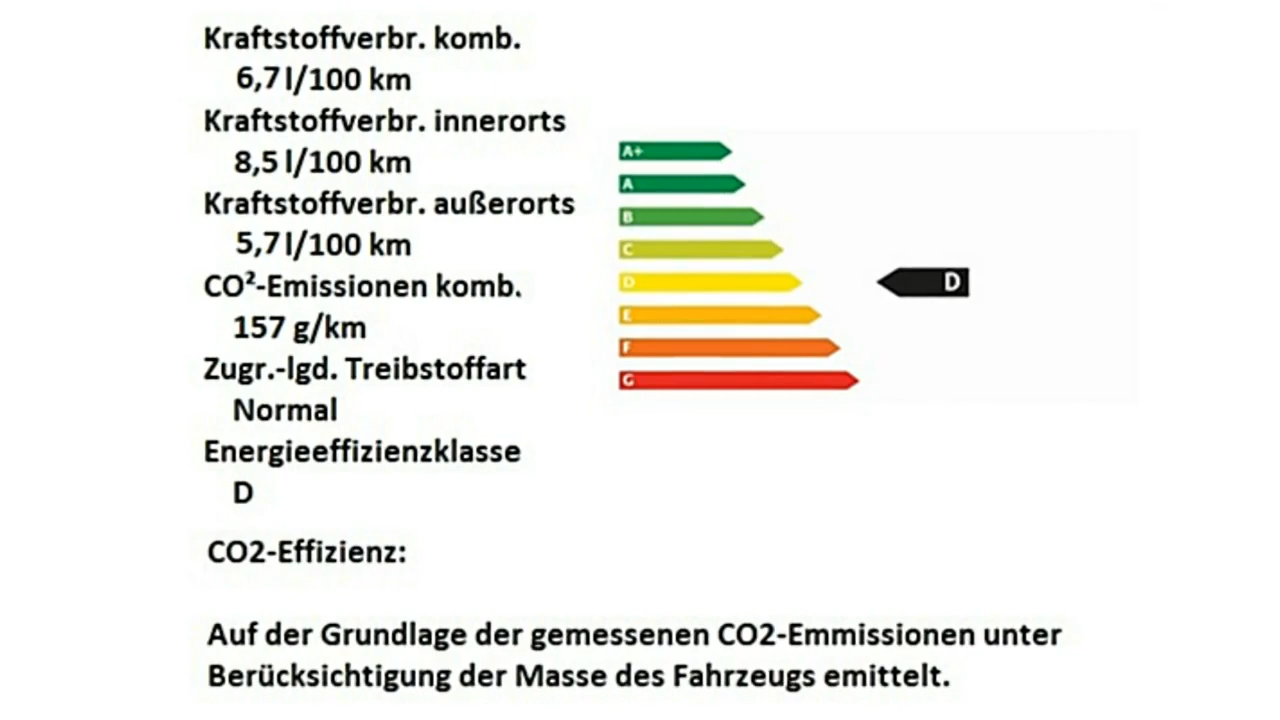 Kraftstoffverbr. komb.
6,7 l/100 km
Kraftstoffverbr. innerorts
8,5 l/100 km
Kraftstoffverbr. außerorts
5,7 l/100 km
CO²-Emissionen komb.
157 g/km
Zugr.-lgd. Treibstoffart
Normal
Energieeffizienzklasse
D
A+
A
B
C
D
D
E
F
G
CO2-Effizienz:
Auf der Grundlage der gemessenen CO2-Emmissionen unter
Berücksichtigung der Masse des Fahrzeugs emittelt.